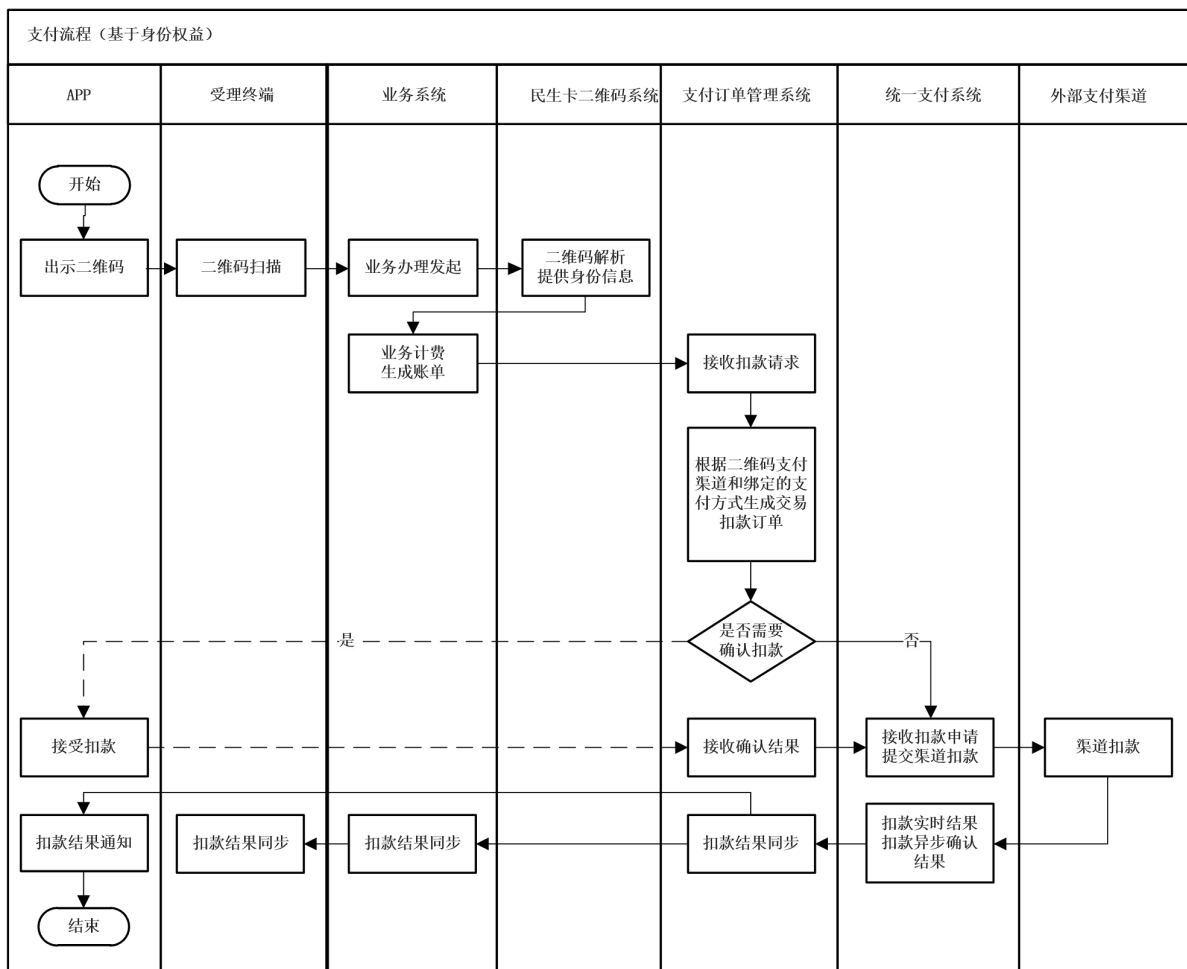 支付流程（基于身份权益）
APP
受理终端
业务系统
民生卡二维码系统
支付订单管理系统
统一支付系统
外部支付渠道
开始
出示二维码
二维码扫描
业务办理发起
二维码解析
提供身份信息
业务计费
生成账单
接收扣款请求
根据二维码支付
渠道和绑定的支
付方式生成交易
扣款订单
是否需要
确认扣款
是
否
接受扣款
接收确认结果
接收扣款申请
提交渠道扣款
渠道扣款
扣款结果通知
扣款结果同步
扣款结果同步
扣款结果同步
扣款实时结果
扣款异步确认
结果
结束